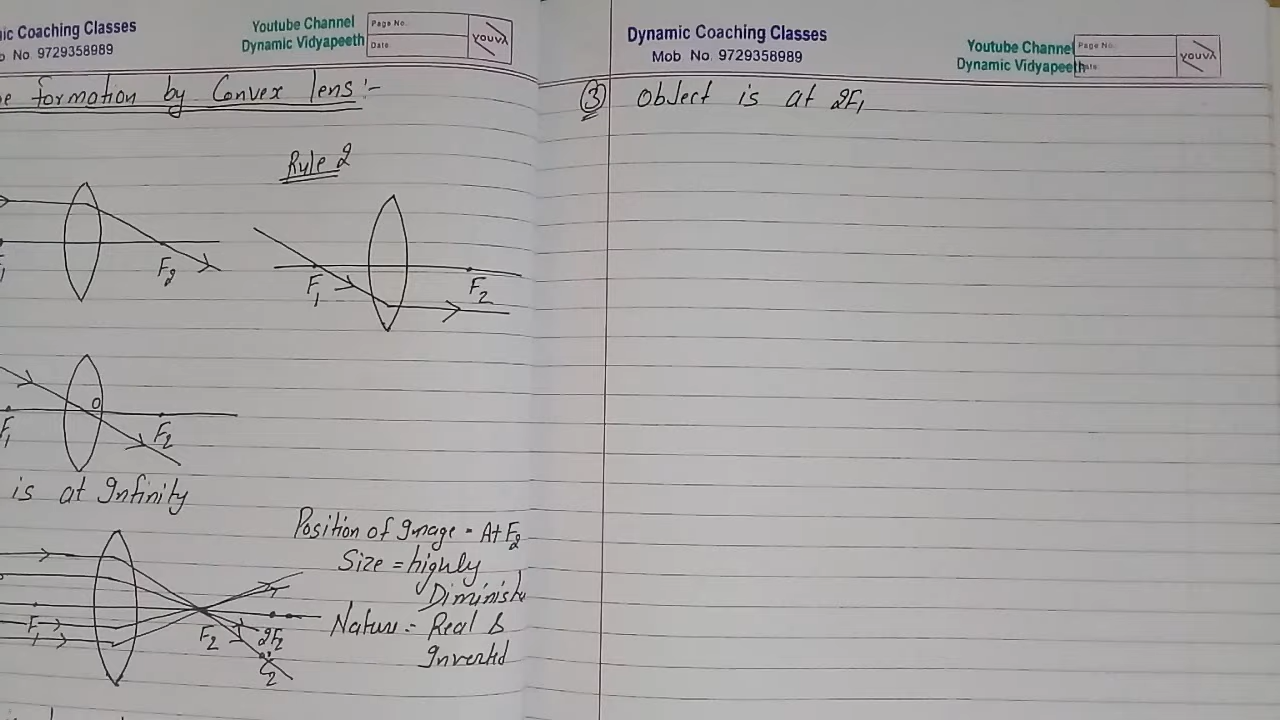 ic Coaching Classes
No. 9729358989
Youtube Channel
Dynamic Vidyapeeth
Page No.
Date
YOUVA
formation by Convex lens :-
Rule 2
F2
F1
F2
O
F1
F2
is at Infinity
Position of Image = At F2
Size = highly
Diminish
Nature = Real &
Inverted
F1
F2
2F2
C2
Dynamic Coaching Classes
Mob. No. 9729358989
Youtube Channel
Dynamic Vidyapeeth
Page No.
Date
YOUVA
③ Object is at 2F1